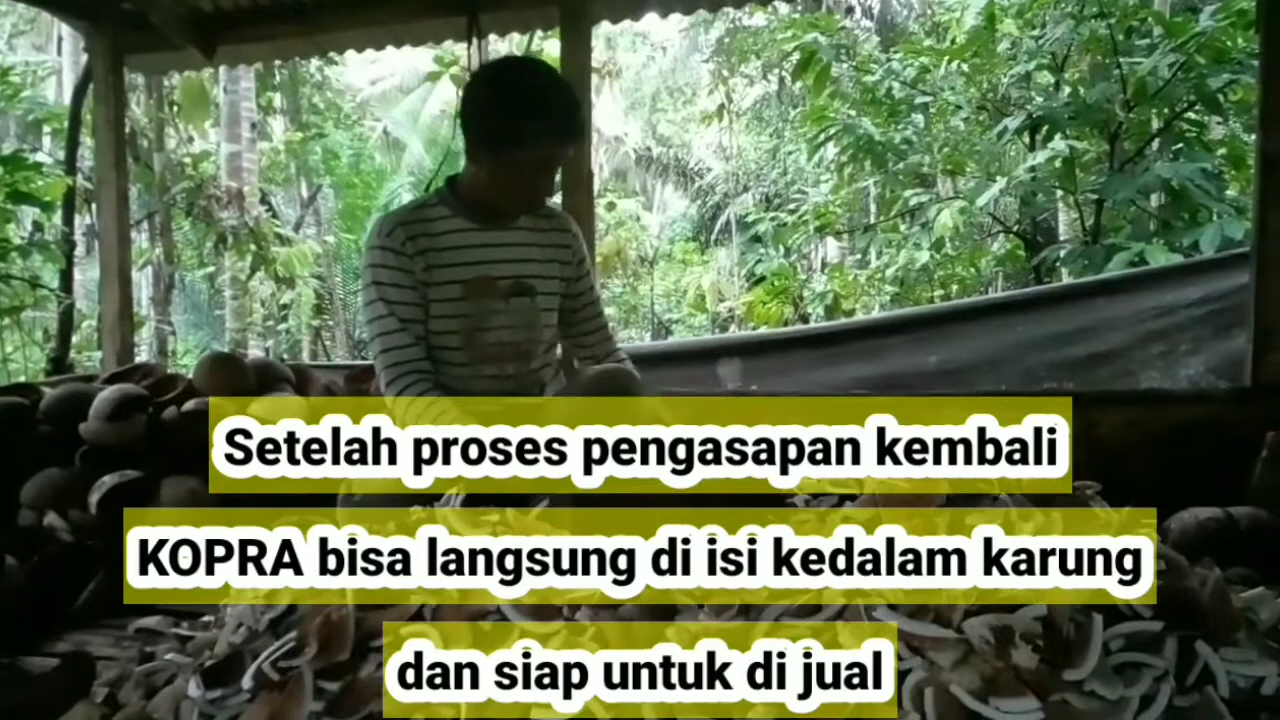 Setelah proses pengasapan kembali
KOPRA bisa langsung di isi kedalam karung
dan siap untuk di jual